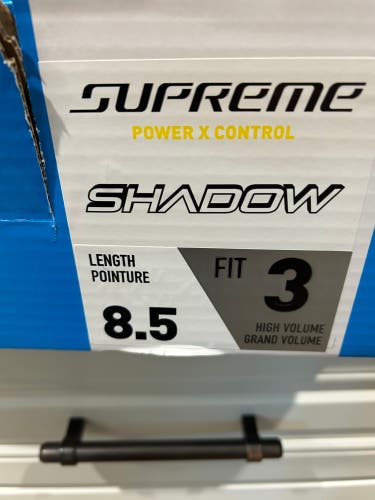 SUPREME
POWER X CONTROL
SHADOW
LENGTH
POINTURE
8.5
FIT 3
HIGH VOLUME
GRAND VOLUME